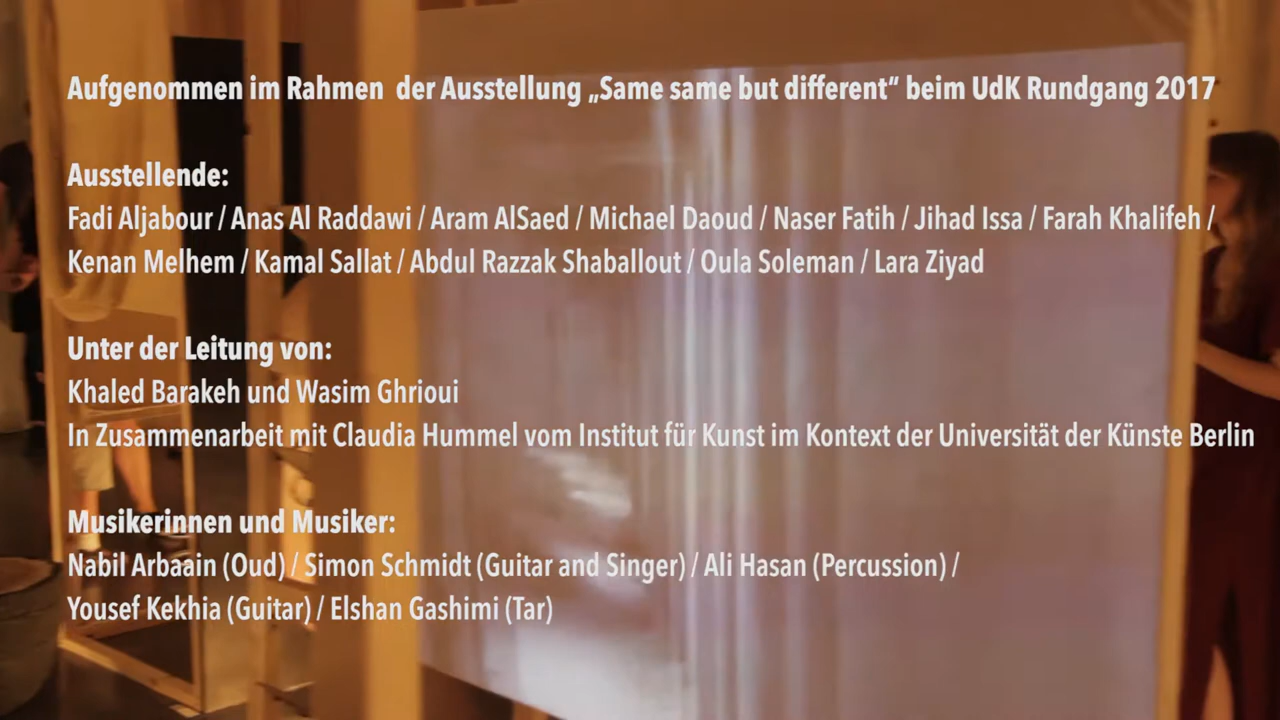 Aufgenommen im Rahmen  der Ausstellung „Same same but different“ beim UdK Rundgang 2017
Ausstellende:
Fadi Aljabour / Anas Al Raddawi / Aram AlSaed / Michael Daoud / Naser Fatih / Jihad Issa / Farah Khalifeh /
Kenan Melhem / Kamal Sallat / Abdul Razzak Shaballout / Oula Soleman / Lara Ziyad
Unter der Leitung von:
Khaled Barakeh und Wasim Ghrioui
In Zusammenarbeit mit Claudia Hummel vom Institut für Kunst im Kontext der Universität der Künste Berlin
Musikerinnen und Musiker:
Nabil Arbaain (Oud) / Simon Schmidt (Guitar and Singer) / Ali Hasan (Percussion) /
Yousef Kekhia (Guitar) / Elshan Gashimi (Tar)